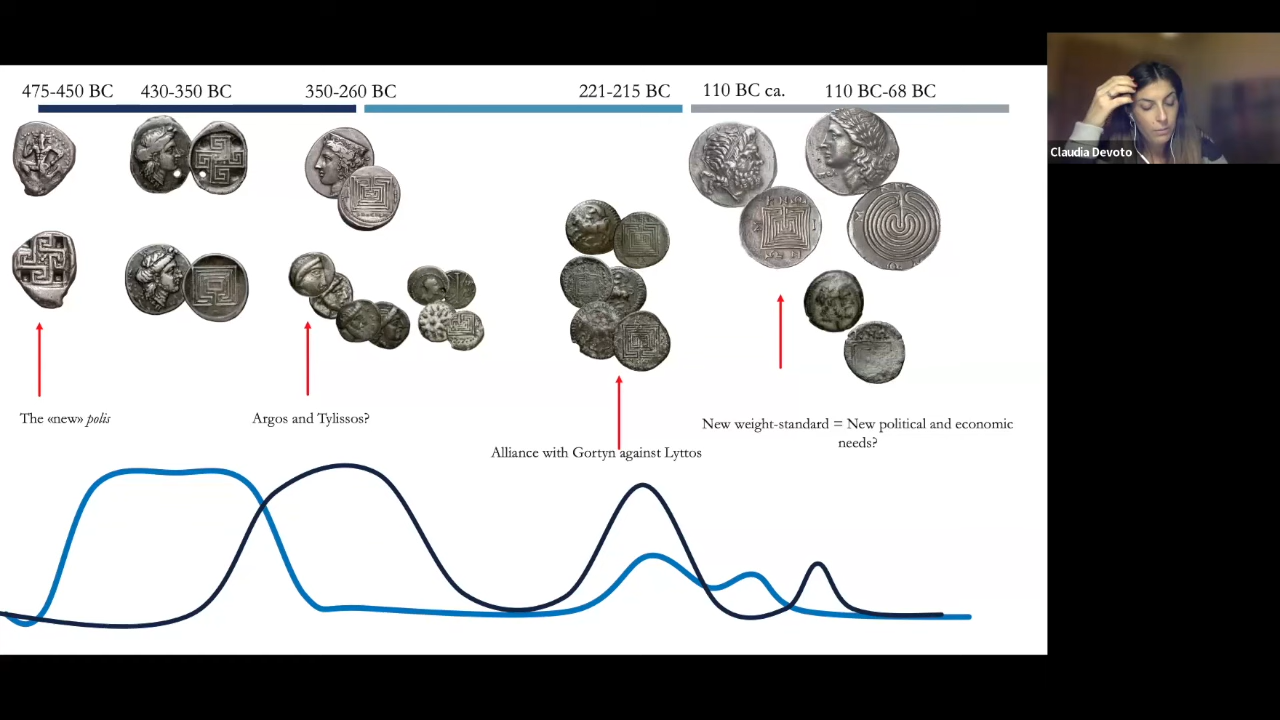 475-450 BC
430-350 BC
350-260 BC
221-215 BC
110 BC ca.
110 BC-68 BC
Claudia Devoto
The «new» polis
Argos and Tylissos?
Alliance with Gortyn against Lyttos
New weight-standard = New political and economic
needs?